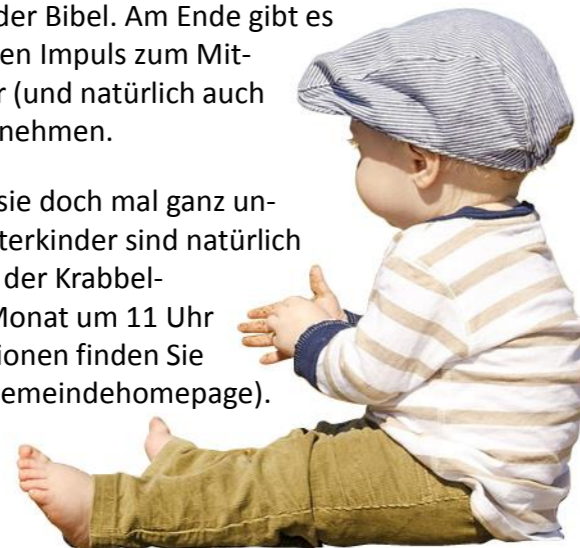 der Bibel. Am Ende gibt es
en Impuls zum Mit-
r (und natürlich auch
nehmen.
sie doch mal ganz un-
terkinder sind natürlich
der Krabbel-
Monat um 11 Uhr
ionen finden Sie
emeindehomepage).